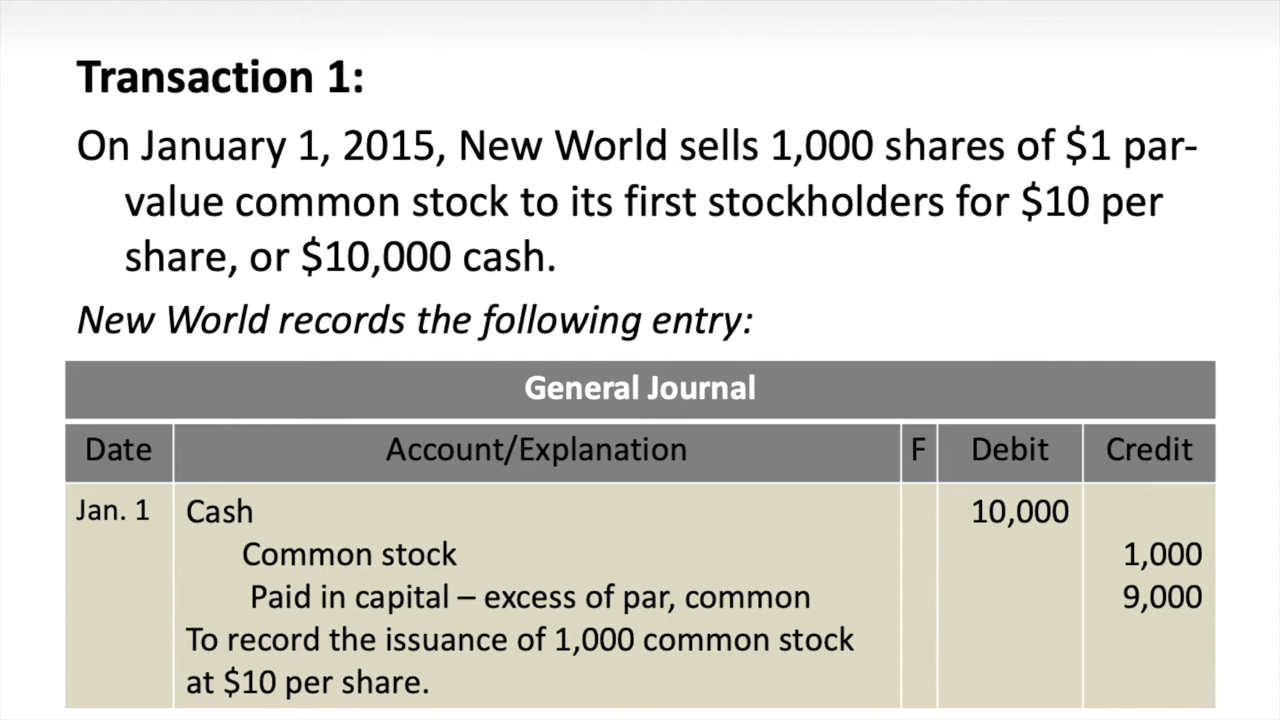 Transaction 1:
On January 1, 2015, New World sells 1,000 shares of $1 par-
value common stock to its first stockholders for $10 per
share, or $10,000 cash.
New World records the following entry:
General Journal
Date Account/Explanation F Debit Credit
Jan. 1 Cash 10,000
Common stock 1,000
Paid in capital – excess of par, common 9,000
To record the issuance of 1,000 common stock
at $10 per share.